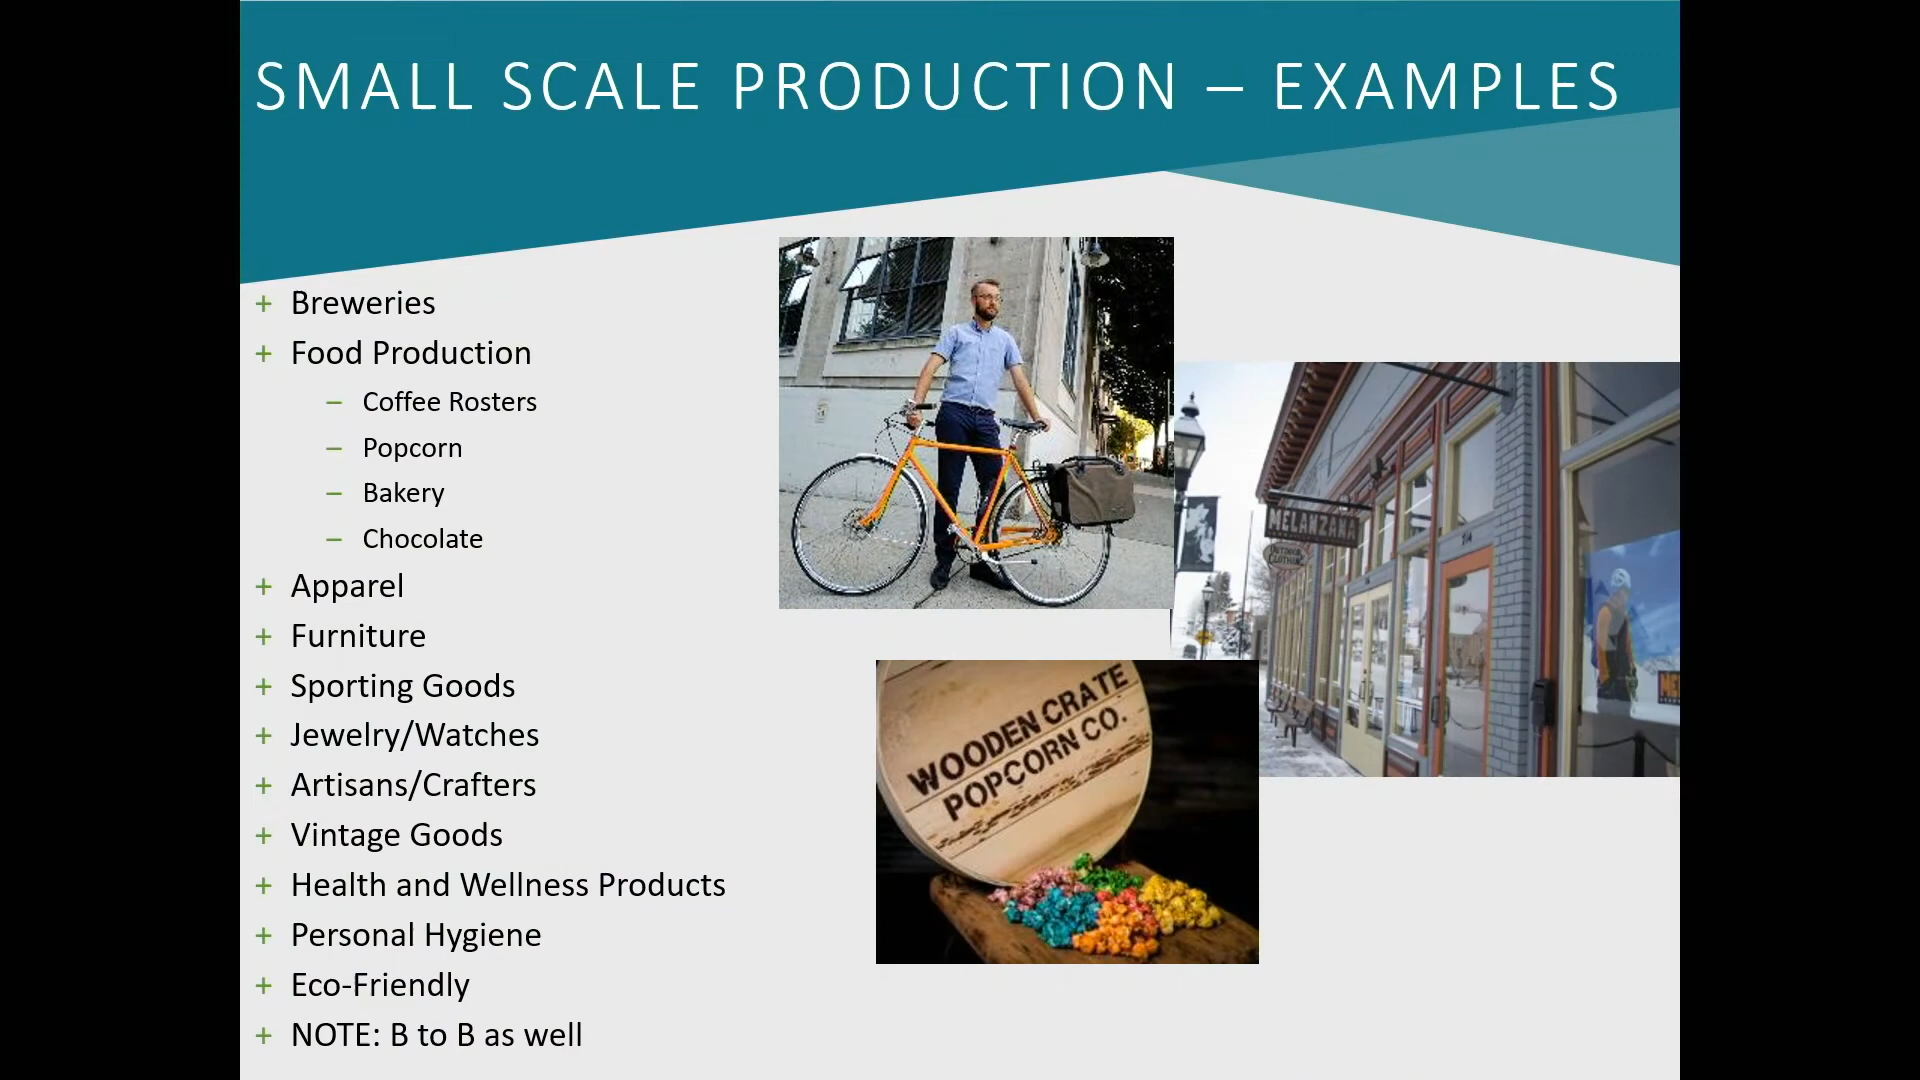 SMALL SCALE PRODUCTION – EXAMPLES
+ Breweries
+ Food Production
– Coffee Rosters
– Popcorn
– Bakery
– Chocolate
+ Apparel
+ Furniture
+ Sporting Goods
+ Jewelry/Watches
+ Artisans/Crafters
+ Vintage Goods
+ Health and Wellness Products
+ Personal Hygiene
+ Eco-Friendly
+ NOTE: B to B as well
MELANZANA
OUTDOOR
CLOTHING
WOODEN CRATE
POPCORN CO.